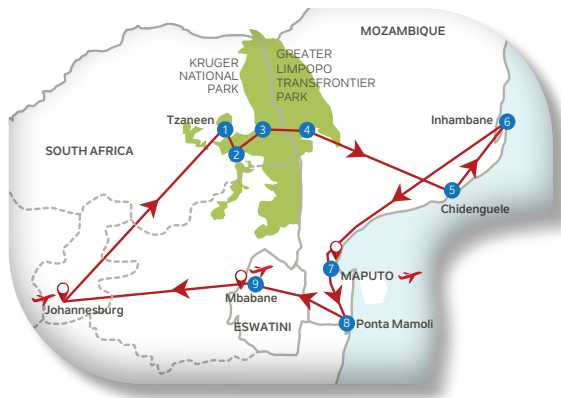 MOZAMBIQUE
KRUGER
NATIONAL
PARK
GREATER
LIMPOPO
TRANSFRONTIER
PARK
Tzaneen
1
2
3
4
Inhambane
6
SOUTH AFRICA
5
Chidenguele
7
MAPUTO
9
Mbabane
Johannesburg
ESWATINI
8
Ponta Mamoli